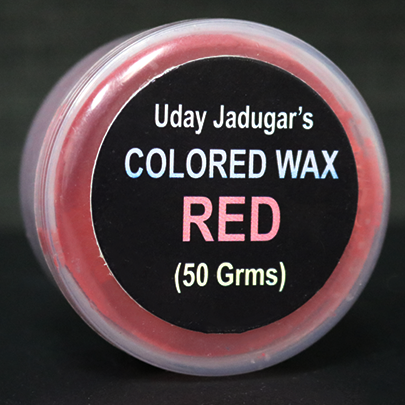 Uday Jadugar's
COLORED WAX
RED
(50 Grms)